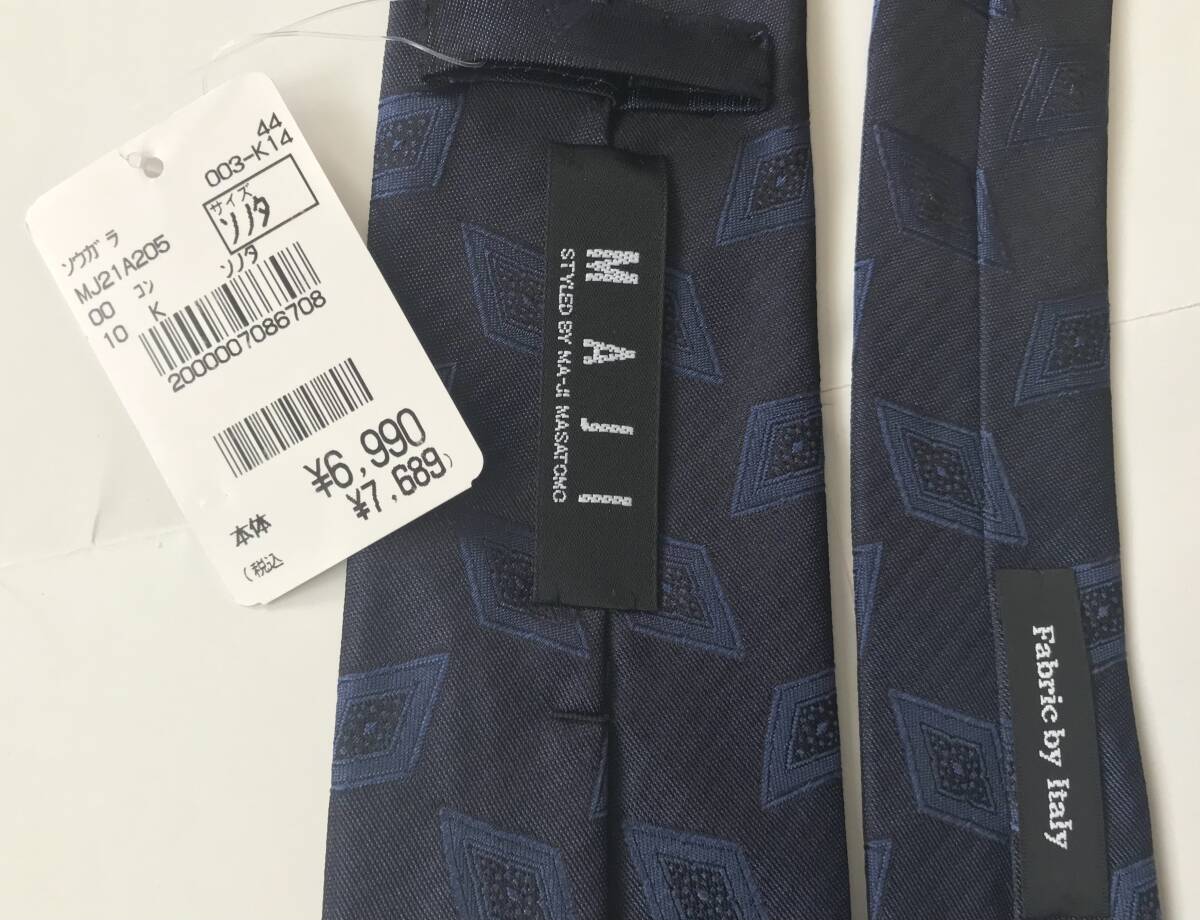 44
003-K14
サイズ
ソノタ
ソノタ
ソウガ ラ
MJ21A205
00 コン
10 K
2000007086708
¥6,990
¥7,689)
本体
(税込
MAJI
STYLED BY MA-JI MASATOMO
Fabric by Italy